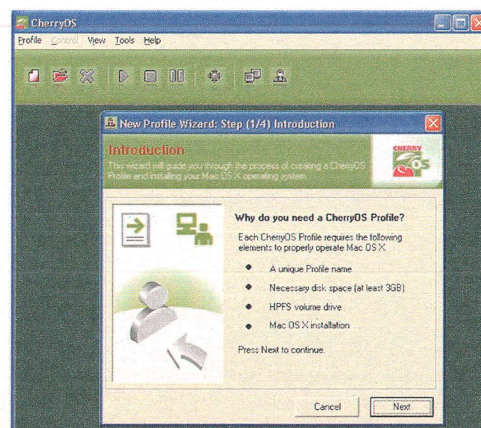 CherryOS
Profile Control View Tools Help
New Profile Wizard: Step (1/4) Introduction
Introduction
This wizard will guide you through the process of creating a CherryOS
Profile and installing your Mac OS X operating system.
CHERRY
OS
Why do you need a CherryOS Profile?
Each CherryOS Profile requires the following
elements to properly operate Mac OS X
● A unique Profile name
● Necessary disk space (at least 3GB)
● HPFS volume drive
● Mac OS X installation
Press Next to continue.
Cancel Next